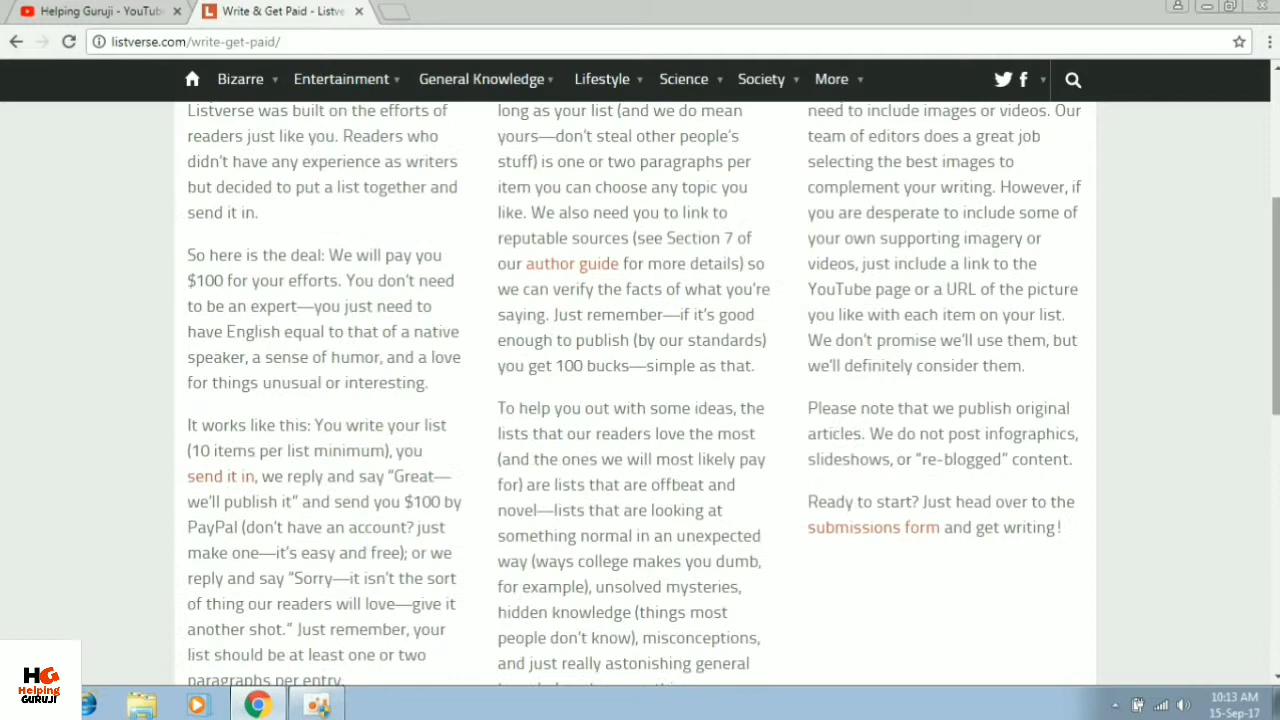 Helping Guruji - YouTub
Write & Get Paid - Listve
listverse.com/write-get-paid/
Bizarre Entertainment General Knowledge Lifestyle Science Society More
Listverse was built on the efforts of
readers just like you. Readers who
didn't have any experience as writers
but decided to put a list together and
send it in.
So here is the deal: We will pay you
$100 for your efforts. You don't need
to be an expert—you just need to
have English equal to that of a native
speaker, a sense of humor, and a love
for things unusual or interesting.
It works like this: You write your list
(10 items per list minimum), you
send it in, we reply and say “Great—
we'll publish it” and send you $100 by
PayPal (don't have an account? just
make one—it's easy and free); or we
reply and say “Sorry—it isn't the sort
of thing our readers will love—give it
another shot.” Just remember, your
list should be at least one or two
paragraphs per entry.
long as your list (and we do mean
yours—don't steal other people's
stuff) is one or two paragraphs per
item you can choose any topic you
like. We also need you to link to
reputable sources (see Section 7 of
our author guide for more details) so
we can verify the facts of what you're
saying. Just remember—if it's good
enough to publish (by our standards)
you get 100 bucks—simple as that.
To help you out with some ideas, the
lists that our readers love the most
(and the ones we will most likely pay
for) are lists that are offbeat and
novel—lists that are looking at
something normal in an unexpected
way (ways college makes you dumb,
for example), unsolved mysteries,
hidden knowledge (things most
people don't know), misconceptions,
and just really astonishing general
need to include images or videos. Our
team of editors does a great job
selecting the best images to
complement your writing. However, if
you are desperate to include some of
your own supporting imagery or
videos, just include a link to the
YouTube page or a URL of the picture
you like with each item on your list.
We don't promise we'll use them, but
we'll definitely consider them.
Please note that we publish original
articles. We do not post infographics,
slideshows, or “re-blogged” content.
Ready to start? Just head over to the
submissions form and get writing!
HG
Helping
GURUJI
10:13 AM
15-Sep-17